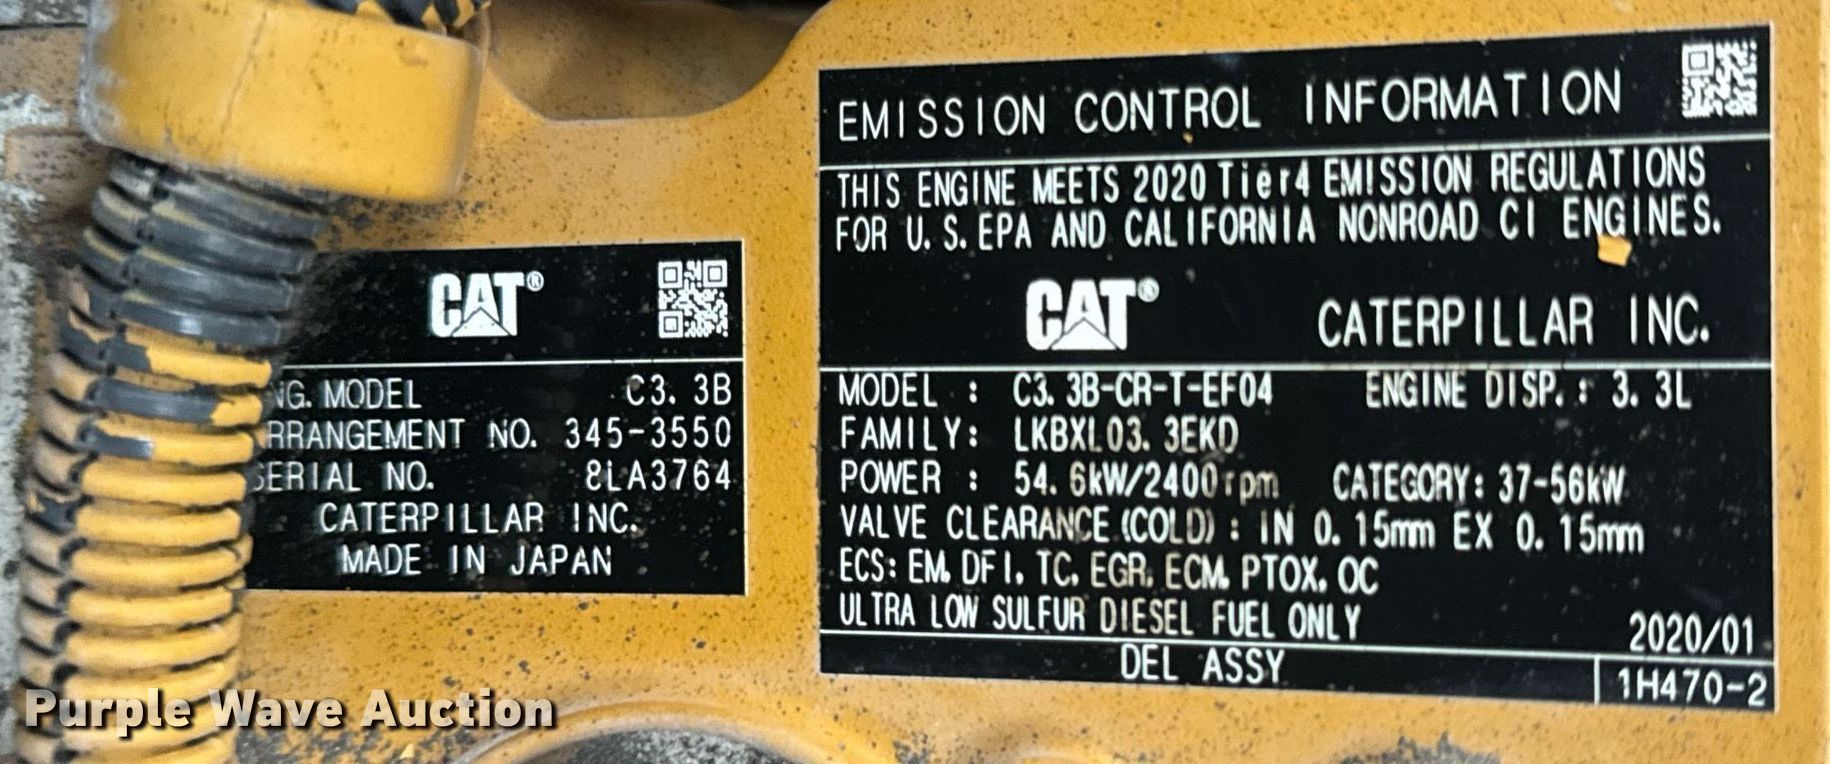 CAT®
NG. MODEL C3.3B
RRANGEMENT NO. 345-3550
SERIAL NO. 8LA3764
CATERPILLAR INC.
MADE IN JAPAN
EMISSION CONTROL INFORMATION
THIS ENGINE MEETS 2020 Tier4 EMISSION REGULATIONS
FOR U.S.EPA AND CALIFORNIA NONROAD CI ENGINES.
CAT® CATERPILLAR INC.
MODEL : C3.3B-CR-T-EF04 ENGINE DISP.: 3.3L
FAMILY: LKBXL03.3EKD
POWER : 54.6kW/2400rpm CATEGORY: 37-56kW
VALVE CLEARANCE(COLD): IN 0.15mm EX 0.15mm
ECS: EM, DFI, TC, EGR, ECM, PTOX, OC
ULTRA LOW SULFUR DIESEL FUEL ONLY
2020/01
DEL ASSY 1H470-2
Purple Wave Auction